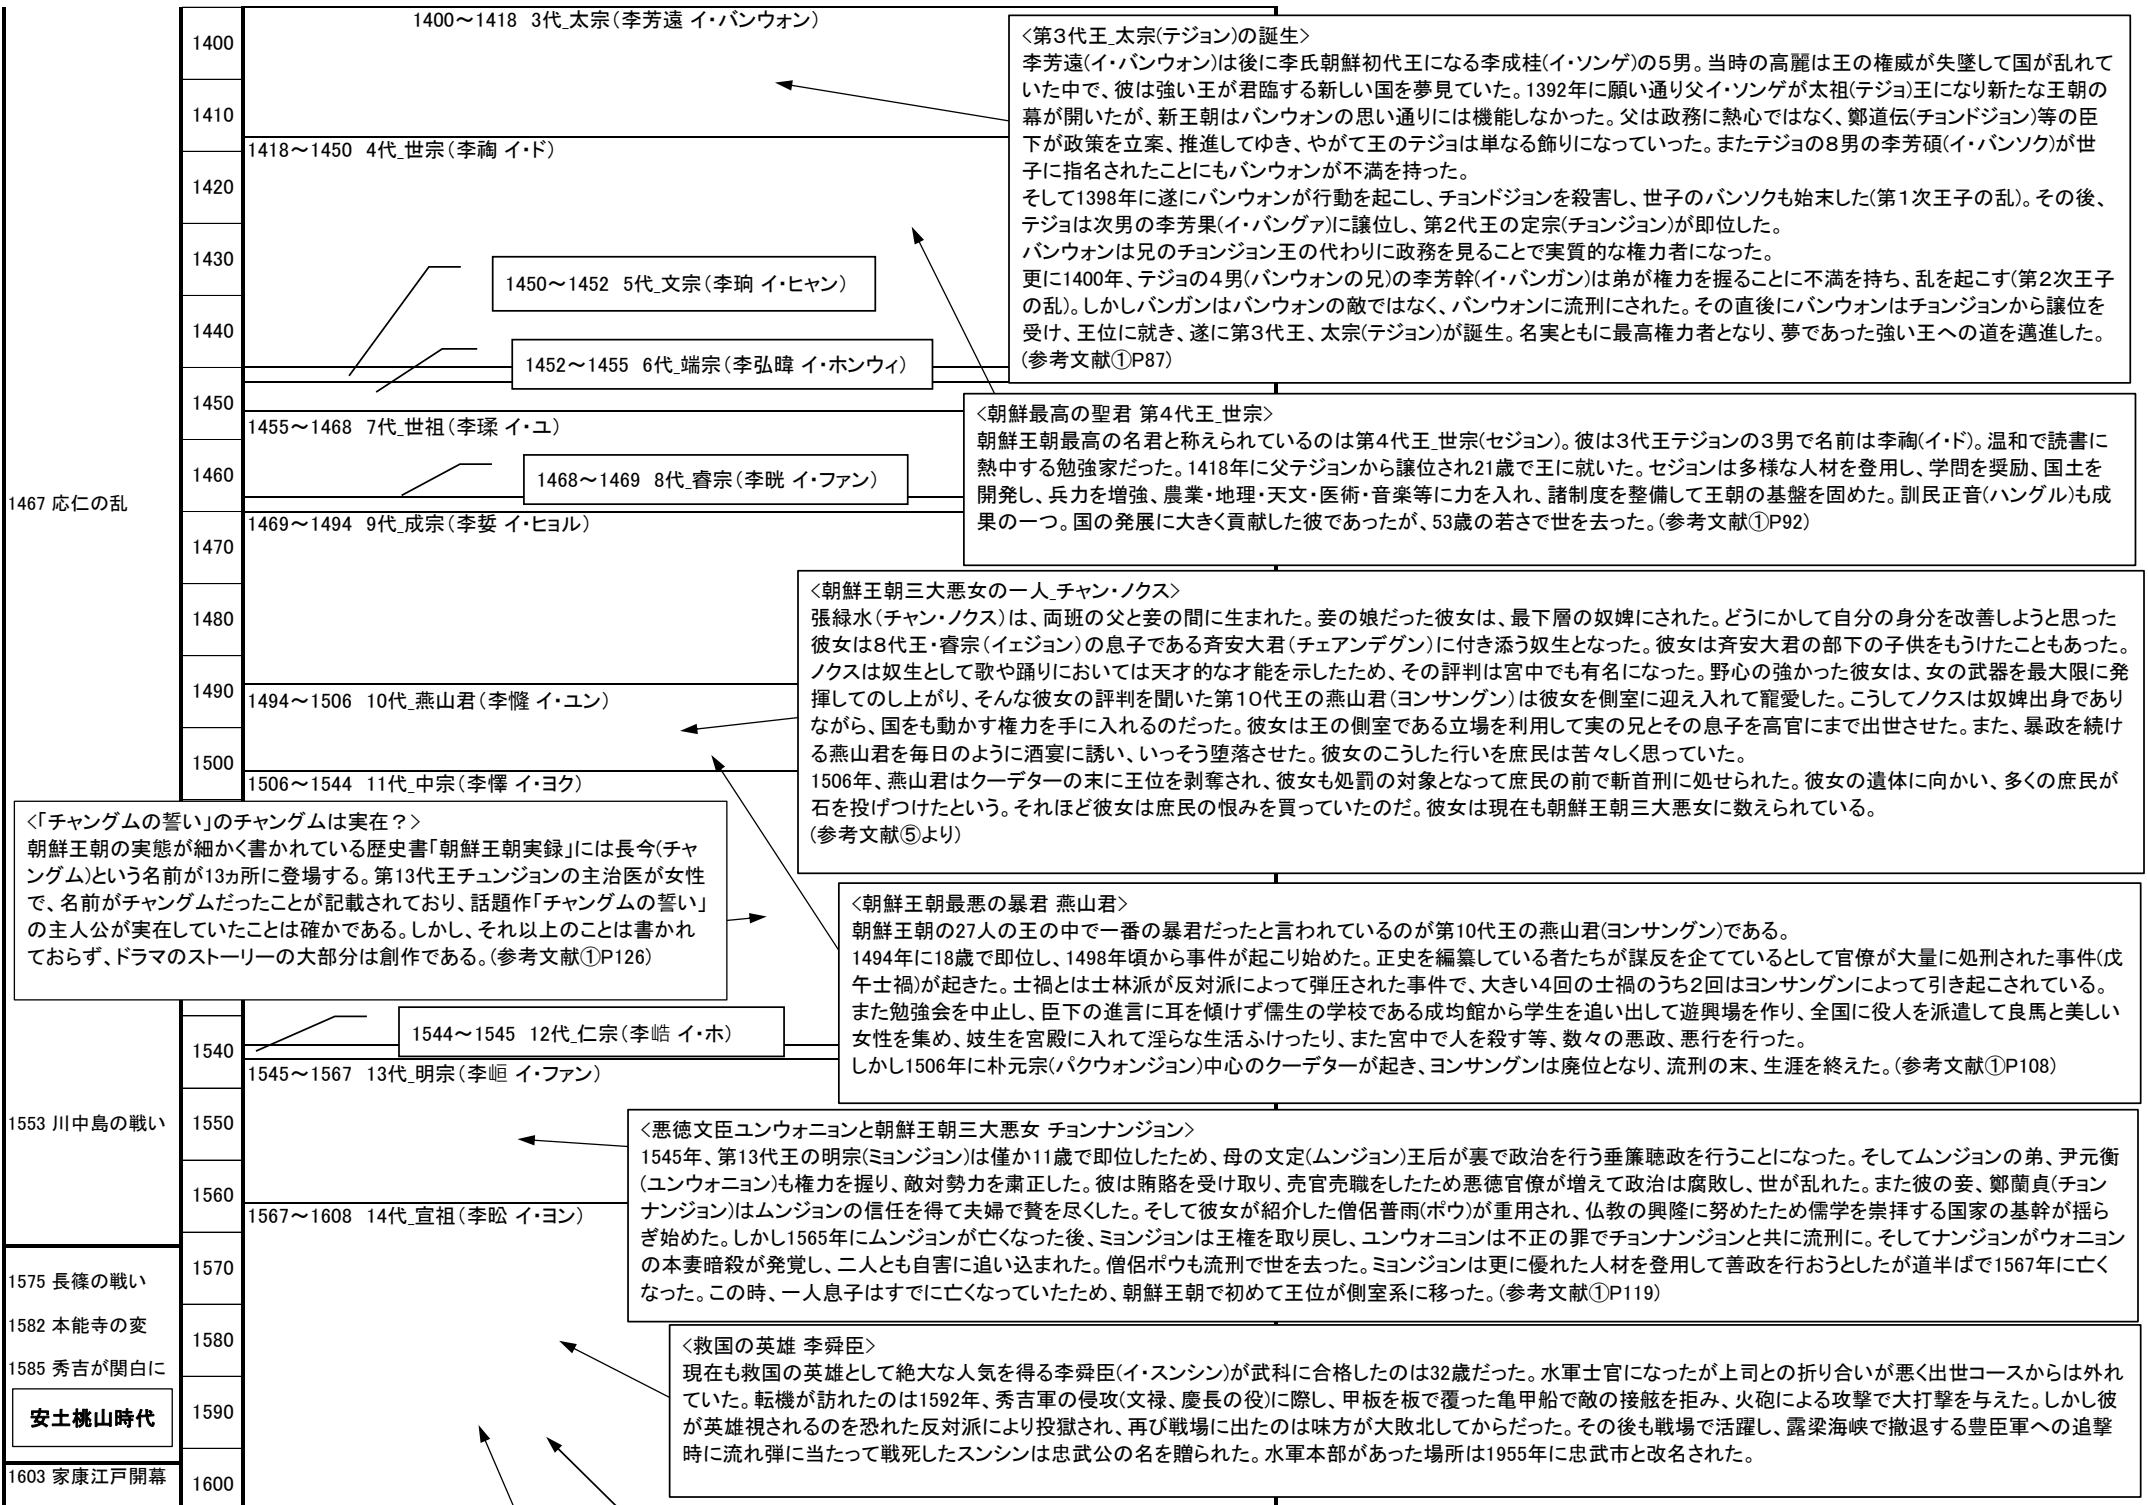 1400～1418 3代_太宗(李芳遠 イ・バンウォン)
1400
1410
1418～1450 4代_世宗(李祹 イ・ド)
1420
1430
1450～1452 5代_文宗(李珦 イ・ヒャン)
1440
1452～1455 6代_端宗(李弘暐 イ・ホンウィ)
1450
1455～1468 7代_世祖(李瑈 イ・ユ)
1460
1468～1469 8代_睿宗(李晄 イ・ファン)
1467 応仁の乱
1469～1494 9代_成宗(李娎 イ・ヒョル)
1470
1480
1490
1494～1506 10代_燕山君(李㦕 イ・ユン)
1500
1506～1544 11代_中宗(李懌 イ・ヨク)
<第3代王_太宗(テジョン)の誕生>
李芳遠(イ・バンウォン)は後に李氏朝鮮初代王になる李成桂(イ・ソンゲ)の5男。当時の高麗は王の権威が失墜して国が乱れて
いた中で、彼は強い王が君臨する新しい国を夢見ていた。1392年に願い通り父イ・ソンゲが太祖(テジョ)王になり新たな王朝の
幕が開いたが、新王朝はバンウォンの思い通りには機能しなかった。父は政務に熱心ではなく、鄭道伝(チョンドジョン)等の臣
下が政策を立案、推進してゆき、やがて王のテジョは単なる飾りになっていった。またテジョの8男の李芳碩(イ・バンソク)が世
子に指名されたことにもバンウォンが不満を持った。
そして1398年に遂にバンウォンが行動を起こし、チョンドジョンを殺害し、世子のバンソクも始末した(第1次王子の乱)。その後、
テジョは次男の李芳果(イ・バングァ)に譲位し、第2代王の定宗(チョンジョン)が即位した。
バンウォンは兄のチョンジョン王の代わりに政務を見ることで実質的な権力者になった。
更に1400年、テジョの4男(バンウォンの兄)の李芳幹(イ・バンガン)は弟が権力を握ることに不満を持ち、乱を起こす(第2次王子
の乱)。しかしバンガンはバンウォンの敵ではなく、バンウォンに流刑にされた。その直後にバンウォンはチョンジョンから譲位を
受け、王位に就き、遂に第3代王、太宗(テジョン)が誕生。名実ともに最高権力者となり、夢であった強い王への道を邁進した。
(参考文献①P87)
<朝鮮最高の聖君 第4代王_世宗>
朝鮮王朝最高の名君と称えられているのは第4代王_世宗(セジョン)。彼は3代王テジョンの3男で名前は李祹(イ・ド)。温和で読書に
熱中する勉強家だった。1418年に父テジョンから譲位され21歳で王に就いた。セジョンは多様な人材を登用し、学問を奨励、国土を
開発し、兵力を増強、農業・地理・天文・医術・音楽等に力を入れ、諸制度を整備して王朝の基盤を固めた。訓民正音(ハングル)も成
果の一つ。国の発展に大きく貢献した彼であったが、53歳の若さで世を去った。(参考文献①P92)
<朝鮮王朝三大悪女の一人_チャン・ノクス>
張緑水(チャン・ノクス)は、両班の父と妾の間に生まれた。妾の娘だった彼女は、最下層の奴婢にされた。どうにかして自分の身分を改善しようと思った
彼女は8代王・睿宗(イェジョン)の息子である斉安大君(チェアンデグン)に付き添う奴生となった。彼女は斉安大君の部下の子供をもうけたこともあった。
ノクスは奴生として歌や踊りにおいては天才的な才能を示したため、その評判は宮中でも有名になった。野心の強かった彼女は、女の武器を最大限に発
揮してのし上がり、そんな彼女の評判を聞いた第10代王の燕山君(ヨンサングン)は彼女を側室に迎え入れて寵愛した。こうしてノクスは奴婢出身であり
ながら、国をも動かす権力を手に入れるのだった。彼女は王の側室である立場を利用して実の兄とその息子を高官にまで出世させた。また、暴政を続け
る燕山君を毎日のように酒宴に誘い、いっそう堕落させた。彼女のこうした行いを庶民は苦々しく思っていた。
1506年、燕山君はクーデターの末に王位を剥奪され、彼女も処罰の対象となって庶民の前で斬首刑に処せられた。彼女の遺体に向かい、多くの庶民が
石を投げつけたという。それほど彼女は庶民の恨みを買っていたのだ。彼女は現在も朝鮮王朝三大悪女に数えられている。
(参考文献⑤より)
<「チャングムの誓い」のチャングムは実在？>
朝鮮王朝の実態が細かく書かれている歴史書「朝鮮王朝実録」には長今(チャ
ングム)という名前が13ヵ所に登場する。第13代王チュンジョンの主治医が女性
で、名前がチャングムだったことが記載されており、話題作「チャングムの誓い」
の主人公が実在していたことは確かである。しかし、それ以上のことは書かれ
ておらず、ドラマのストーリーの大部分は創作である。(参考文献①P126)
<朝鮮王朝最悪の暴君 燕山君>
朝鮮王朝の27人の王の中で一番の暴君だったと言われているのが第10代王の燕山君(ヨンサングン)である。
1494年に18歳で即位し、1498年頃から事件が起こり始めた。正史を編纂している者たちが謀反を企てているとして官僚が大量に処刑された事件(戊
午士禍)が起きた。士禍とは士林派が反対派によって弾圧された事件で、大きい4回の士禍のうち2回はヨンサングンによって引き起こされている。
また勉強会を中止し、臣下の進言に耳を傾けず儒生の学校である成均館から学生を追い出して遊興場を作り、全国に役人を派遣して良馬と美しい
女性を集め、妓生を宮殿に入れて淫らな生活ふけったり、また宮中で人を殺す等、数々の悪政、悪行を行った。
しかし1506年に朴元宗(パクウォンジョン)中心のクーデターが起き、ヨンサングンは廃位となり、流刑の末、生涯を終えた。(参考文献①P108)
1544～1545 12代_仁宗(李峼 イ・ホ)
1540
1545～1567 13代_明宗(李峘 イ・ファン)
1553 川中島の戦い
1550
1560
1567～1608 14代_宣祖(李昖 イ・ヨン)
<悪徳文臣ユンウォニョンと朝鮮王朝三大悪女 チョンナンジョン>
1545年、第13代王の明宗(ミョンジョン)は僅か11歳で即位したため、母の文定(ムンジョン)王后が裏で政治を行う垂簾聴政を行うことになった。そしてムンジョンの弟、尹元衡
(ユンウォニョン)も権力を握り、敵対勢力を粛正した。彼は賄賂を受け取り、売官売職をしたため悪徳官僚が増えて政治は腐敗し、世が乱れた。また彼の妾、鄭蘭貞(チョン
ナンジョン)はムンジョンの信任を得て夫婦で贅を尽くした。そして彼女が紹介した僧侶普雨(ポウ)が重用され、仏教の興隆に努めたため儒学を崇拝する国家の基幹が揺ら
ぎ始めた。しかし1565年にムンジョンが亡くなった後、ミョンジョンは王権を取り戻し、ユンウォニョンは不正の罪でチョンナンジョンと共に流刑に。そしてナンジョンがウォニョン
の本妻暗殺が発覚し、二人とも自害に追い込まれた。僧侶ポウも流刑で世を去った。ミョンジョンは更に優れた人材を登用して善政を行おうとしたが道半ばで1567年に亡く
なった。この時、一人息子はすでに亡くなっていたため、朝鮮王朝で初めて王位が側室系に移った。(参考文献①P119)
1575 長篠の戦い
1570
1582 本能寺の変
1580
1585 秀吉が関白に
安土桃山時代
1590
1603 家康江戸開幕
1600
<救国の英雄 李舜臣>
現在も救国の英雄として絶大な人気を得る李舜臣(イ・スンシン)が武科に合格したのは32歳だった。水軍士官になったが上司との折り合いが悪く出世コースからは外れ
ていた。転機が訪れたのは1592年、秀吉軍の侵攻(文禄、慶長の役)に際し、甲板を板で覆った亀甲船で敵の接舷を拒み、火砲による攻撃で大打撃を与えた。しかし彼
が英雄視されるのを恐れた反対派により投獄され、再び戦場に出たのは味方が大敗北してからだった。その後も戦場で活躍し、露梁海峡で撤退する豊臣軍への追撃
時に流れ弾に当たって戦死したスンシンは忠武公の名を贈られた。水軍本部があった場所は1955年に忠武市と改名された。